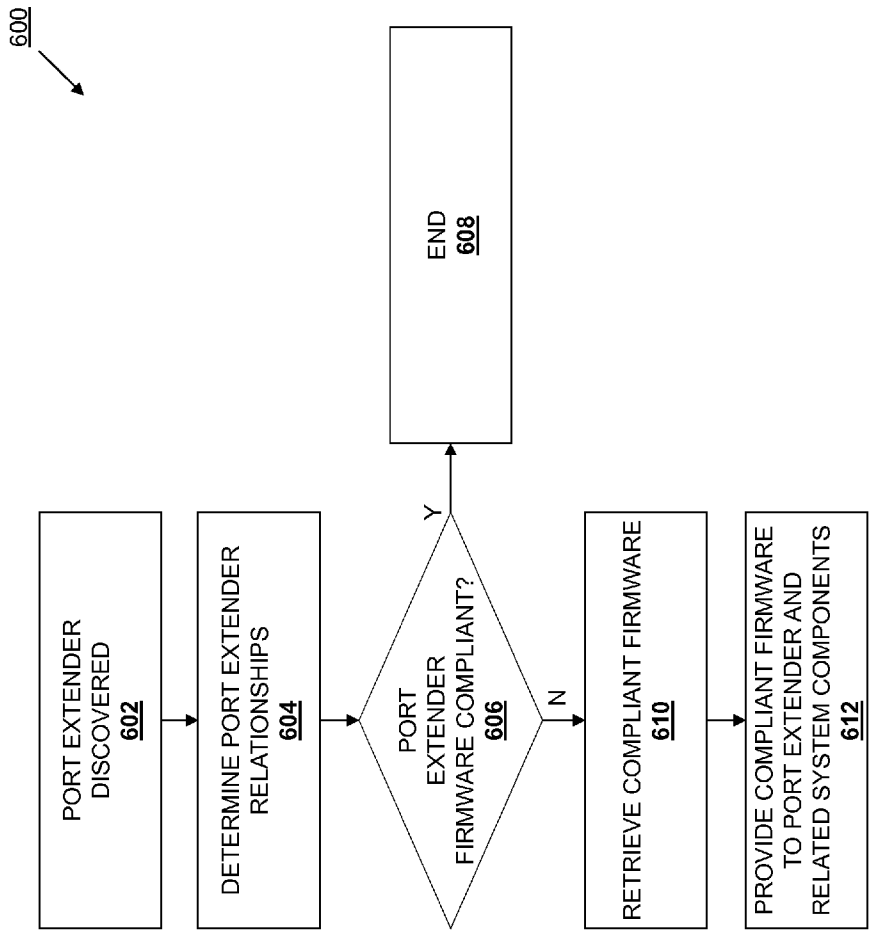 600
PORT EXTENDER
DISCOVERED
602
DETERMINE PORT EXTENDER
RELATIONSHIPS
604
PORT
EXTENDER
FIRMWARE COMPLIANT?
606
Y
END
608
N
RETRIEVE COMPLIANT FIRMWARE
610
PROVIDE COMPLIANT FIRMWARE
TO PORT EXTENDER AND
RELATED SYSTEM COMPONENTS
612